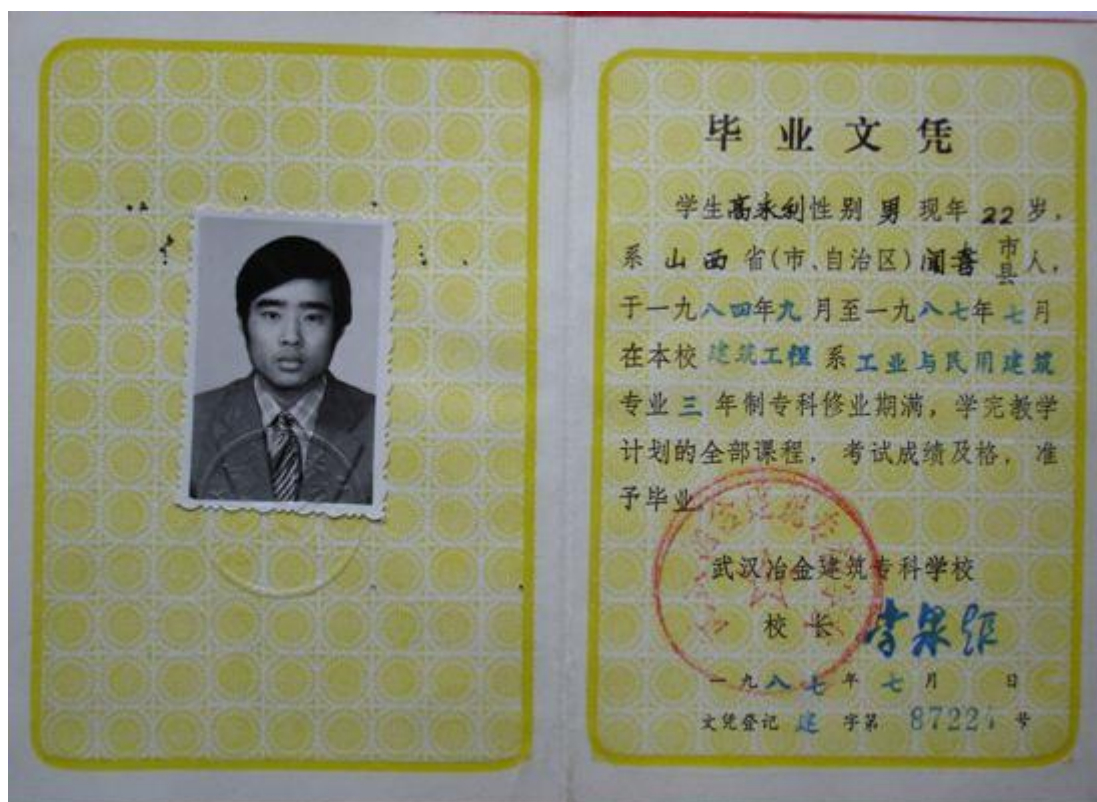 毕业文凭
学生高永利性别 男 现年 22 岁,
系 山西 省(市、自治区)闻喜 市县 人,
于一九八四年九 月至一九八七年七月
在本校 建筑工程 系 工业与民用建筑
专业 三 年制专科修业期满, 学完教学
计划的全部课程, 考试成绩及格, 准
予毕业
武汉冶金建筑专科学校
校 长
一九八七年 七 月 日
文凭登记 建 字第 8722 号